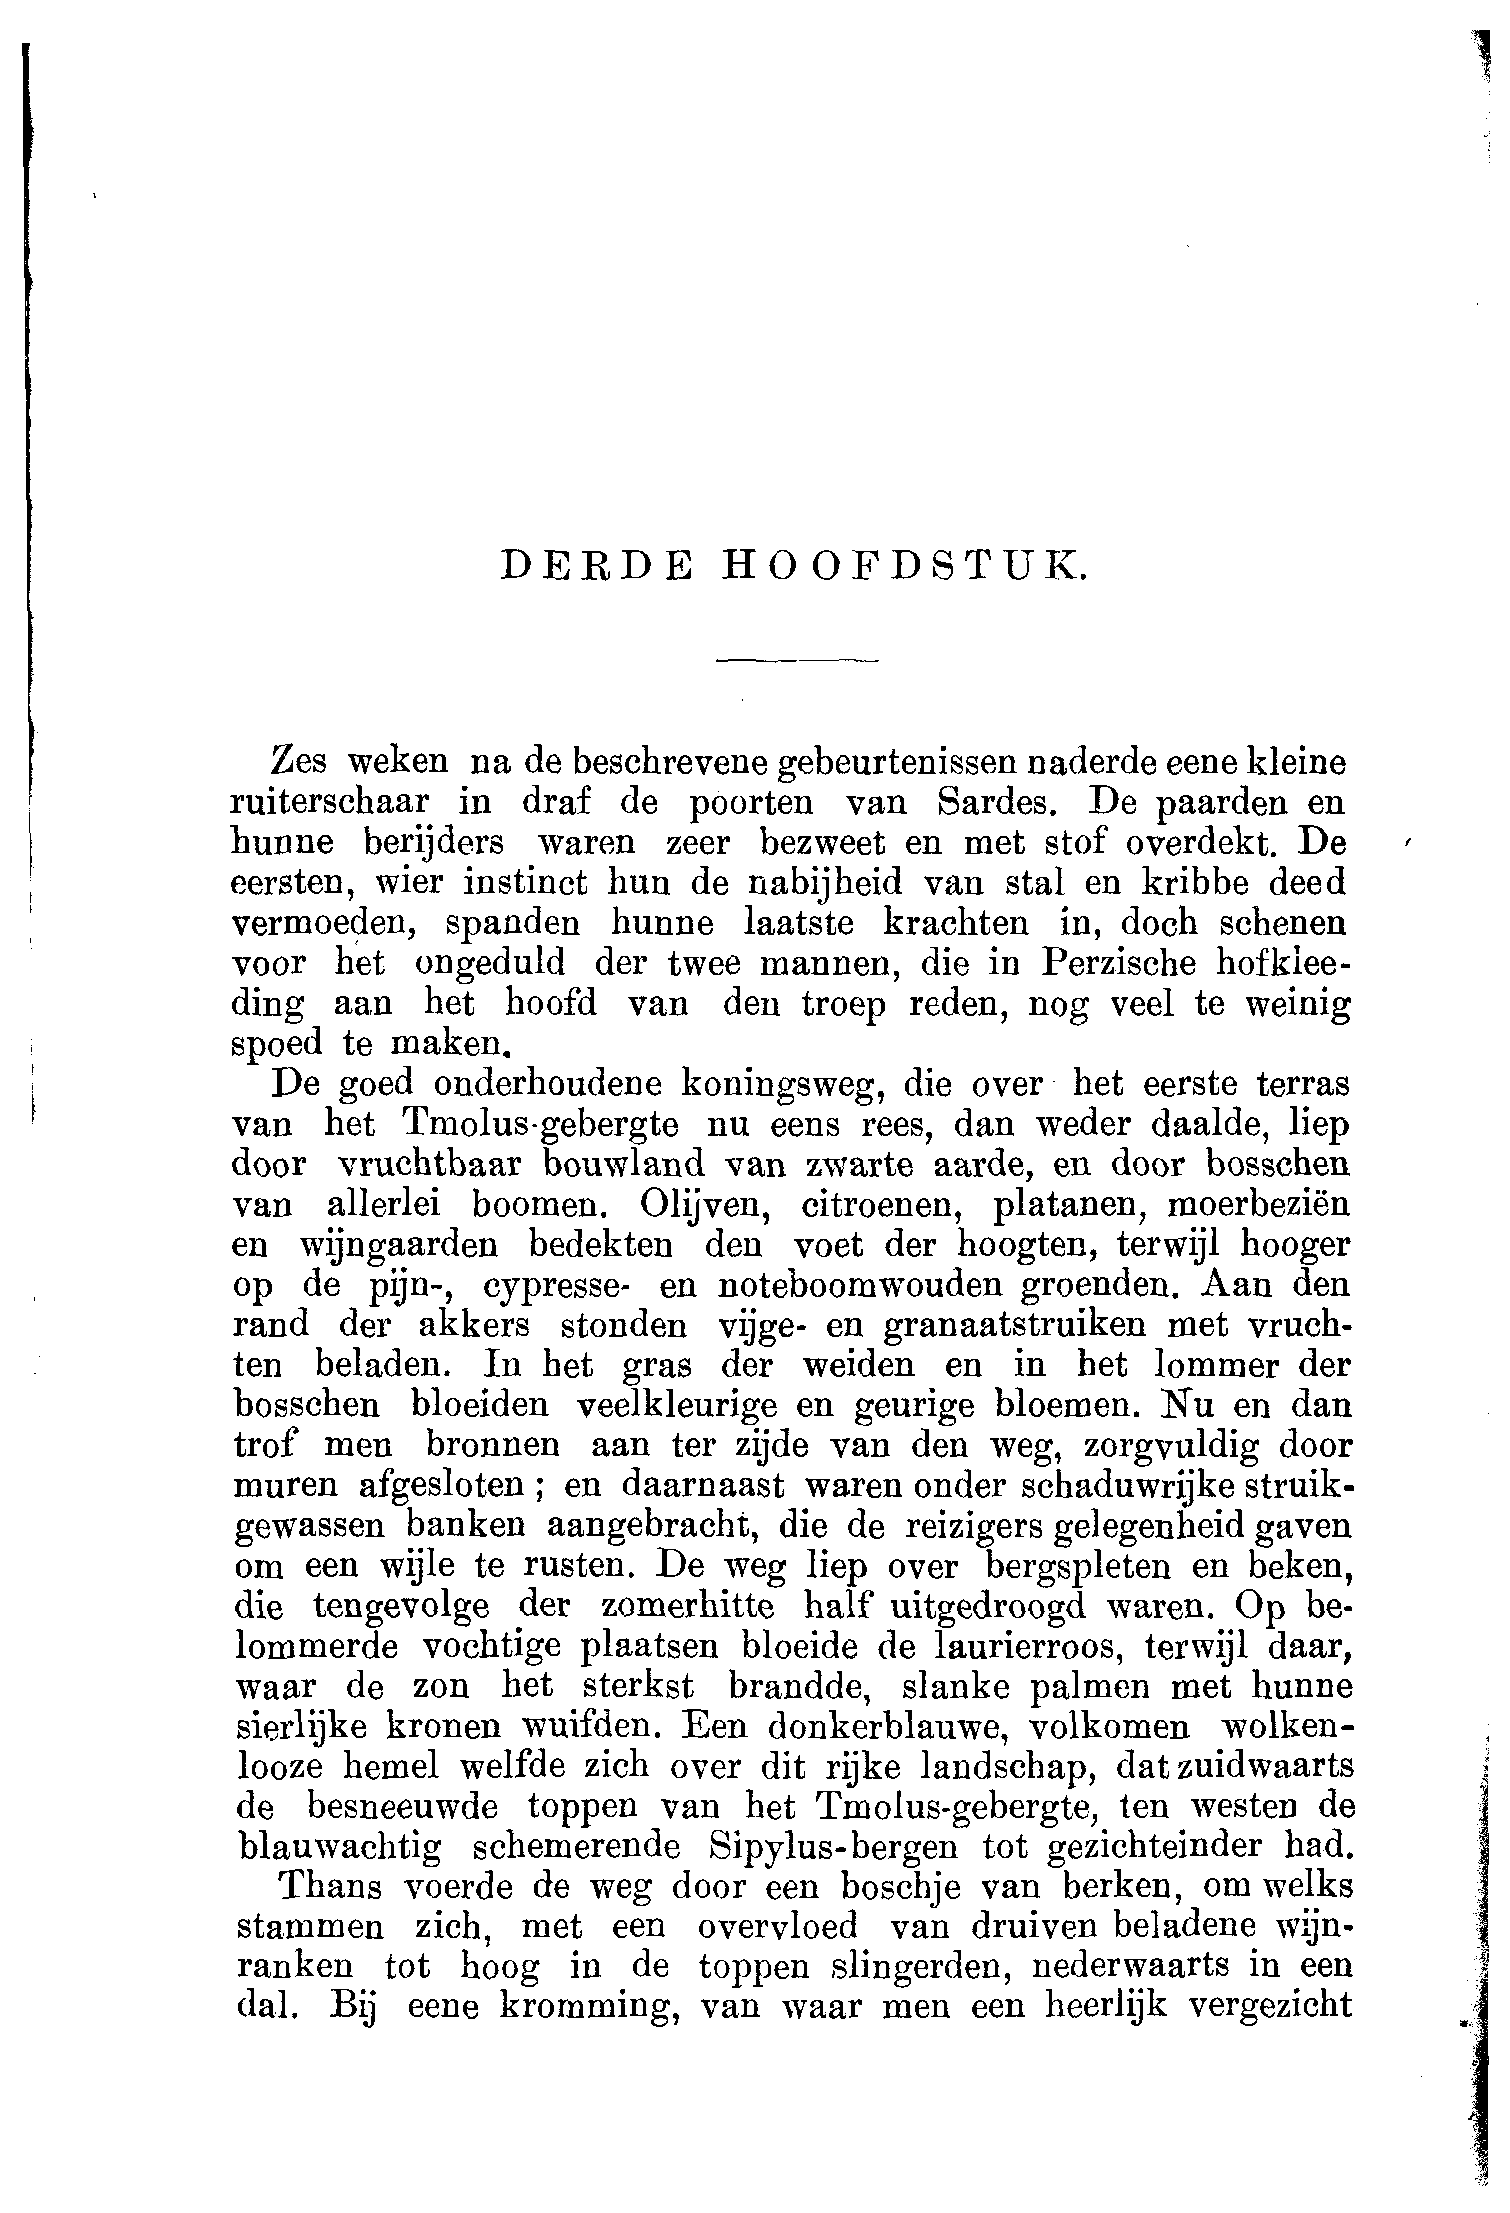 DERDE HOOFDSTUK.
Zes weken na de beschrevene gebeurtenissen naderde eene kleine
ruiterschaar in draf de poorten van Sardes. De paarden en
hunne berijders waren zeer bezweet en met stof overdekt. De
eersten, wier instinct hun de nabijheid van stal en kribbe deed
vermoeden, spanden hunne laatste krachten in, doch schenen
voor het ongeduld der twee mannen, die in Perzische hofklee-
ding aan het hoofd van den troep reden, nog veel te weinig
spoed te maken.
De goed onderhoudene koningsweg, die over het eerste terras
van het Tmolus-gebergte nu eens rees, dan weder daalde, liep
door vruchtbaar bouwland van zwarte aarde, en door bosschen
van allerlei boomen. Olijven, citroenen, platanen, moerbeziën
en wijngaarden bedekten den voet der hoogten, terwijl hooger
op de pijn-, cypresse- en noteboomwouden groenden. Aan den
rand der akkers stonden vijge- en granaatstruiken met vruch-
ten beladen. In het gras der weiden en in het lommer der
bosschen bloeiden veelkleurige en geurige bloemen. Nu en dan
trof men bronnen aan ter zijde van den weg, zorgvuldig door
muren afgesloten ; en daarnaast waren onder schaduwrijke struik-
gewassen banken aangebracht, die de reizigers gelegenheid gaven
om een wijle te rusten. De weg liep over bergspleten en beken,
die tengevolge der zomerhitte half uitgedroogd waren. Op be-
lommerde vochtige plaatsen bloeide de laurierroos, terwijl daar,
waar de zon het sterkst brandde, slanke palmen met hunne
sierlijke kronen wuifden. Een donkerblauwe, volkomen wolken-
looze hemel welfde zich over dit rijke landschap, dat zuidwaarts
de besneeuwde toppen van het Tmolus-gebergte, ten westen de
blauwachtig schemerende Sipylus-bergen tot gezichteinder had.
Thans voerde de weg door een boschje van berken, om welks
stammen zich, met een overvloed van druiven beladene wijn-
ranken tot hoog in de toppen slingerden, nederwaarts in een
dal. Bij eene kromming, van waar men een heerlijk vergezicht